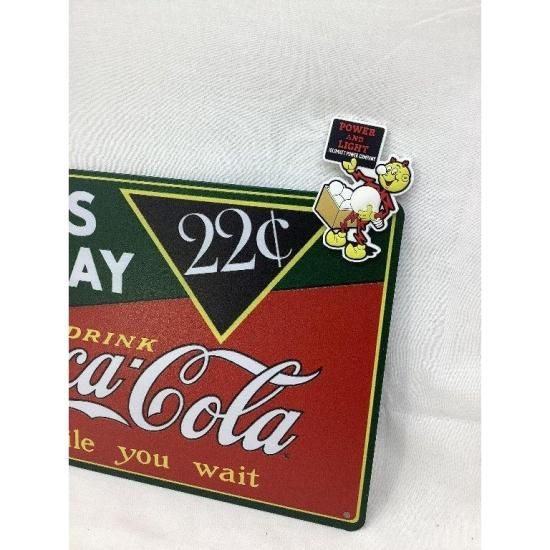 POWER
AND
LIGHT
S
AY
22¢
DRINK
ca-Cola
ile you wait